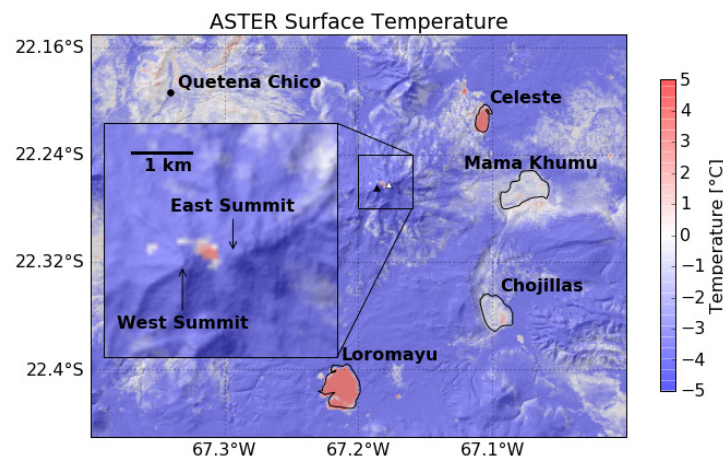 ASTER Surface Temperature
22.16°S
22.24°S
22.32°S
22.4°S
67.3°W
67.2°W
67.1°W
Quetena Chico
Celeste
Mama Khumu
Chojillas
Loromayu
1 km
East Summit
West Summit
5
4
3
2
1
0
−1
−2
−3
−4
−5
Temperature [°C]